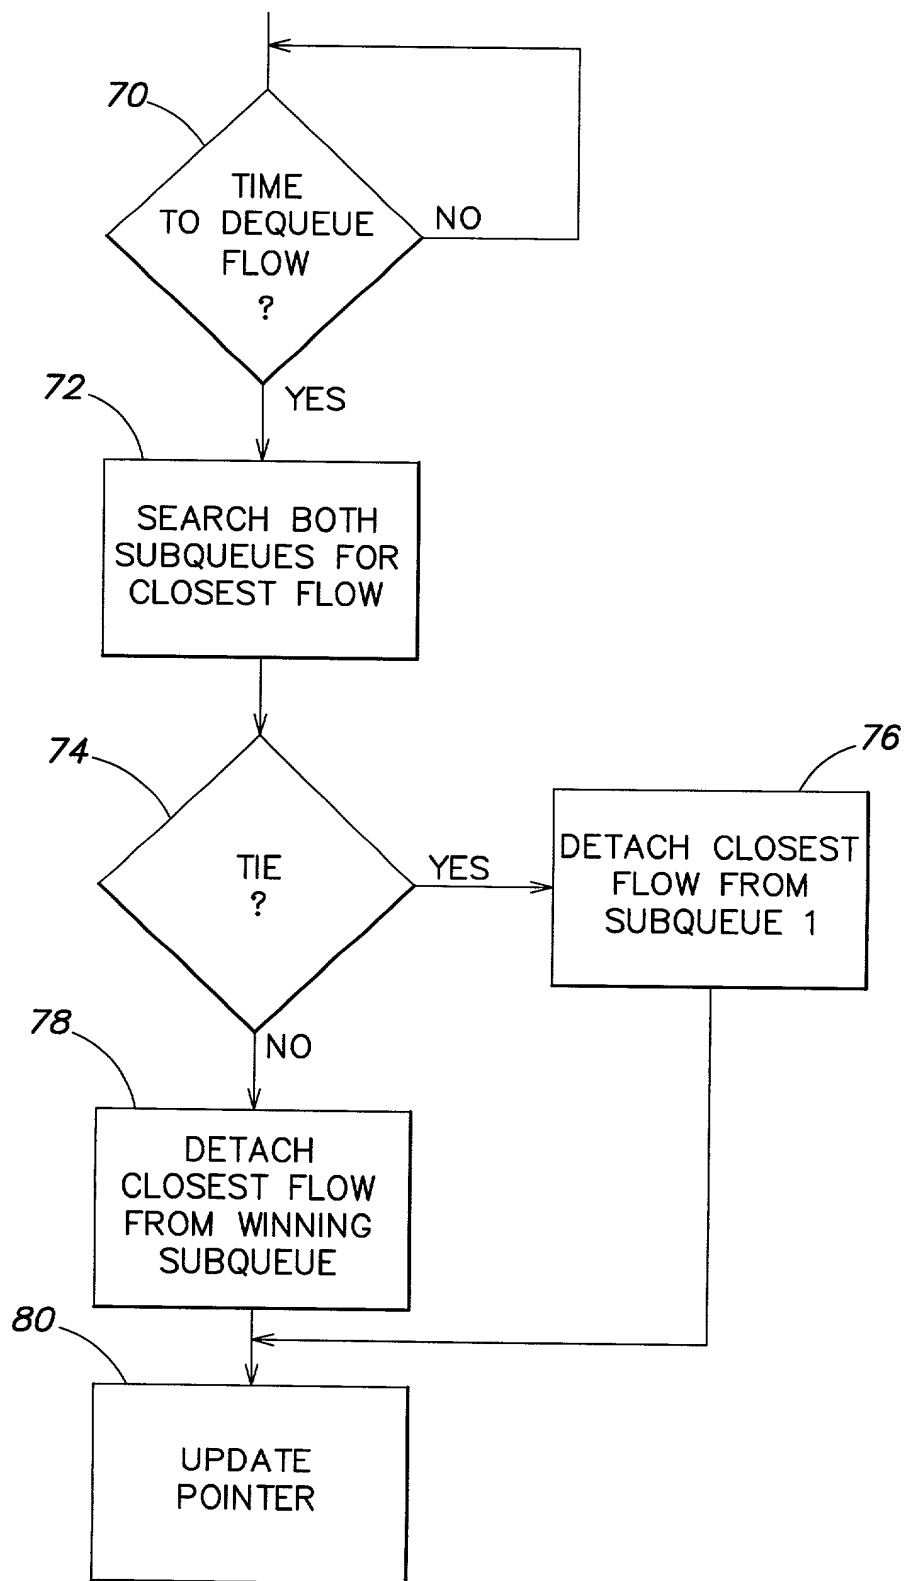 70
TIME
TO DEQUEUE
FLOW
?
NO
YES
72
SEARCH BOTH
SUBQUEUES FOR
CLOSEST FLOW
74
TIE
?
YES
76
DETACH CLOSEST
FLOW FROM
SUBQUEUE 1
NO
78
DETACH
CLOSEST FLOW
FROM WINNING
SUBQUEUE
80
UPDATE
POINTER